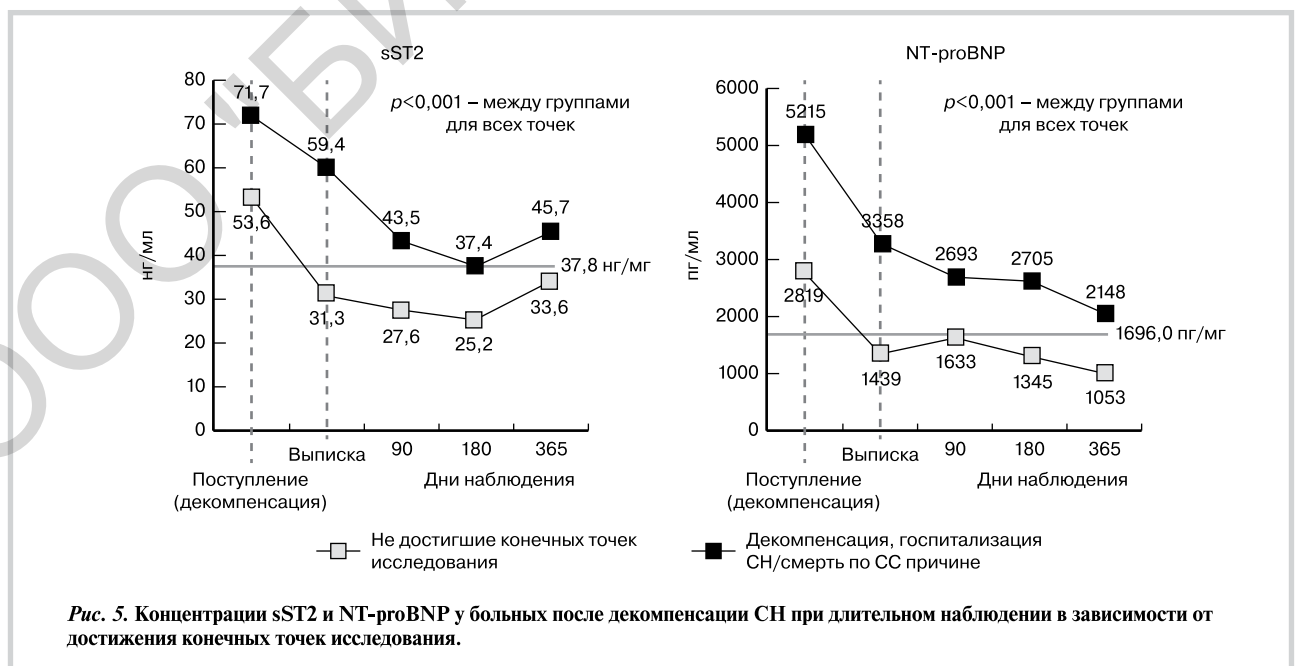 ООО "БИ
sST2
80
70
60
50
40
30
20
10
0
нг/мл
71,7
59,4
43,5
37,4
45,7
53,6
31,3
27,6
25,2
33,6
p<0,001 – между группами
для всех точек
37,8 нг/мг
Выписка 90 180 365
Поступление
(декомпенсация)
Дни наблюдения
NT-proBNP
6000
5000
4000
3000
2000
1000
0
пг/мл
5215
3358
2693
2705
2148
2819
1439
1633
1345
1053
p<0,001 – между группами
для всех точек
1696,0 пг/мг
Выписка 90 180 365
Поступление
(декомпенсация)
Дни наблюдения
Не достигшие конечных точек
исследования
Декомпенсация, госпитализация
СН/смерть по СС причине
Рис. 5. Концентрации sST2 и NT-proBNP у больных после декомпенсации СН при длительном наблюдении в зависимости от
достижения конечных точек исследования.